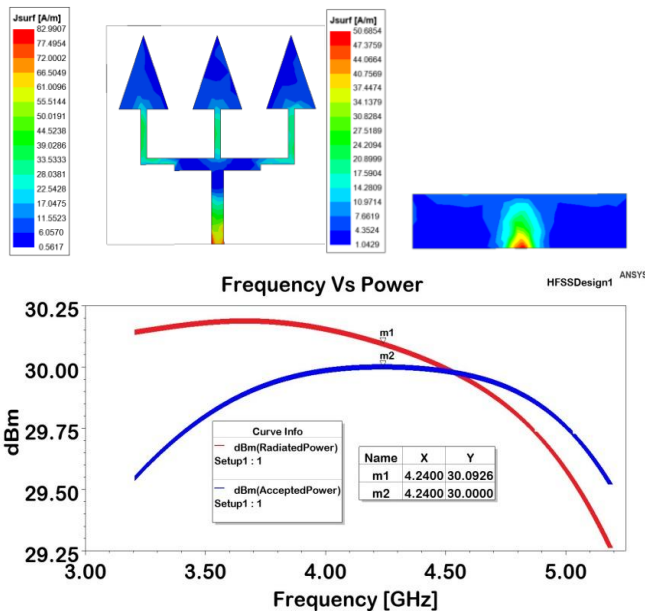 Jsurf [A/m]
82.9907
77.4954
72.0002
66.5049
61.0096
55.5144
50.0191
44.5238
39.0286
33.5333
28.0381
22.5428
17.0475
11.5523
6.0570
0.5617
Jsurf [A/m]
50.6854
47.3759
44.0664
40.7569
37.4474
34.1379
30.8284
27.5189
24.2094
20.8999
17.5904
14.2809
10.9714
7.6619
4.3524
1.0429
Frequency Vs Power
HFSSDesign1
ANSYS
dBm
30.25
30.00
29.75
29.50
29.25
m1
m2
Curve Info
dBm(RadiatedPower)
Setup1 : 1
dBm(AcceptedPower)
Setup1 : 1
Name X Y
m1 4.2400 30.0926
m2 4.2400 30.0000
3.00 3.50 4.00 4.50 5.00
Frequency [GHz]